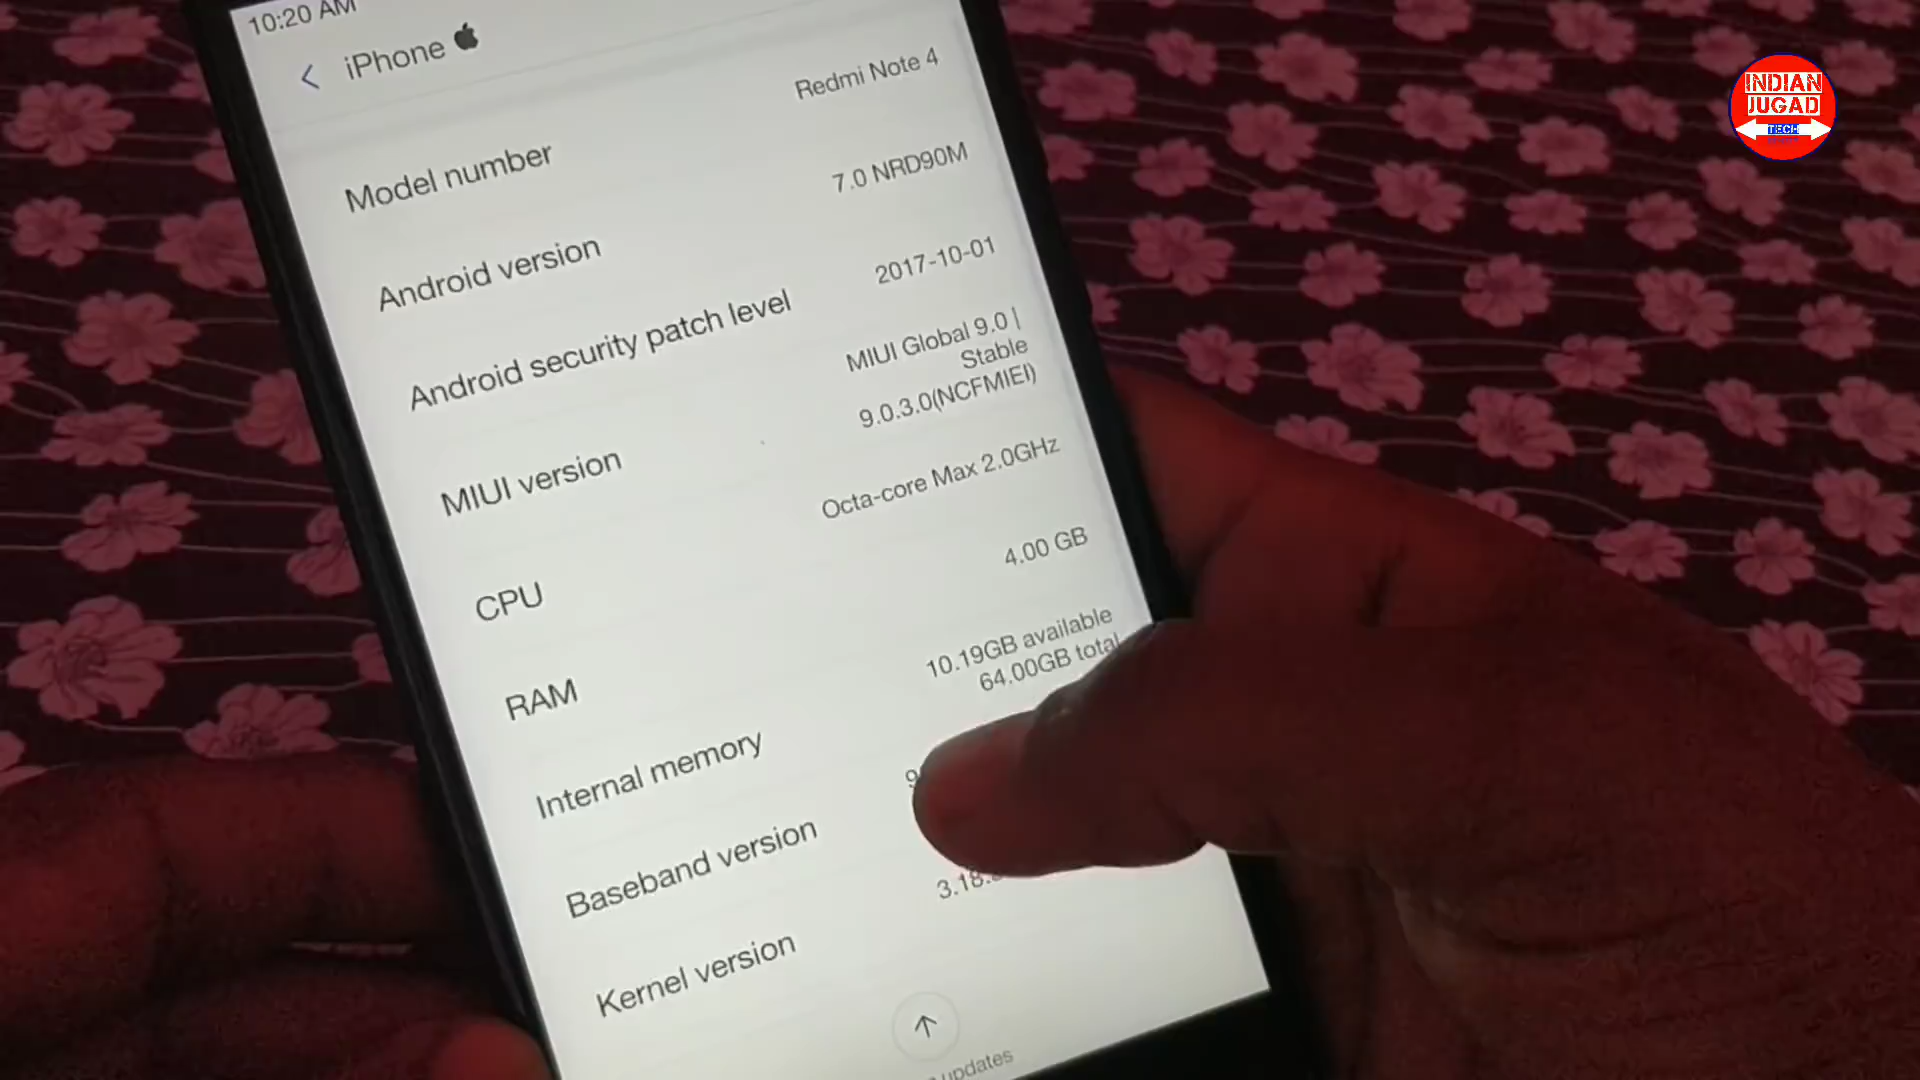 10:20 AM
iPhone
Redmi Note 4
Model number
7.0 NRD90M
Android version
2017-10-01
Android security patch level
MIUI Global 9.0 |
Stable
9.0.3.0(NCFMIEI)
MIUI version
Octa-core Max 2.0GHz
CPU
4.00 GB
RAM
10.19GB available
64.00GB total
Internal memory
Baseband version
3.18.
Kernel version
updates
INDIAN
JUGAD
TECH